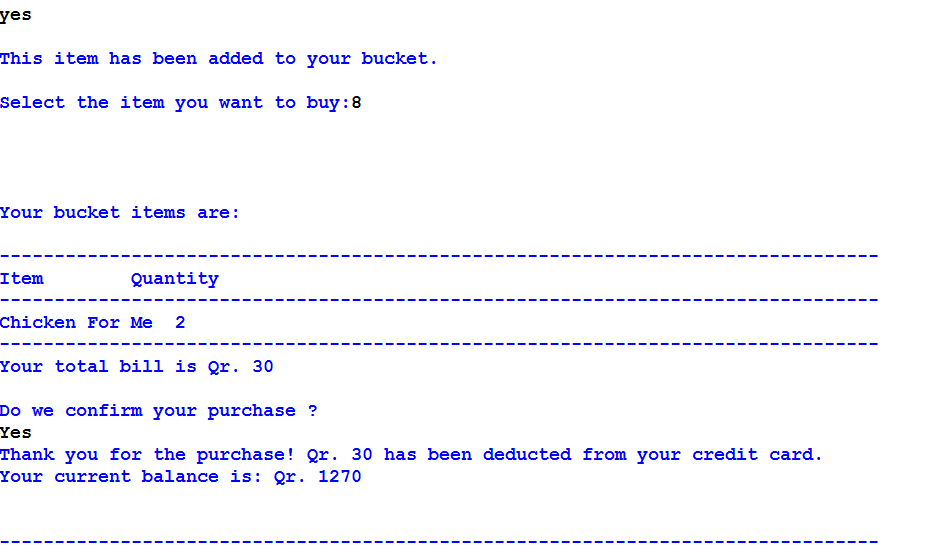 yes
This item has been added to your bucket.
Select the item you want to buy:8
Your bucket items are:
--------------------------------------------------------------------------------
Item        Quantity
--------------------------------------------------------------------------------
Chicken For Me  2
--------------------------------------------------------------------------------
Your total bill is Qr. 30
Do we confirm your purchase ?
Yes
Thank you for the purchase! Qr. 30 has been deducted from your credit card.
Your current balance is: Qr. 1270
--------------------------------------------------------------------------------